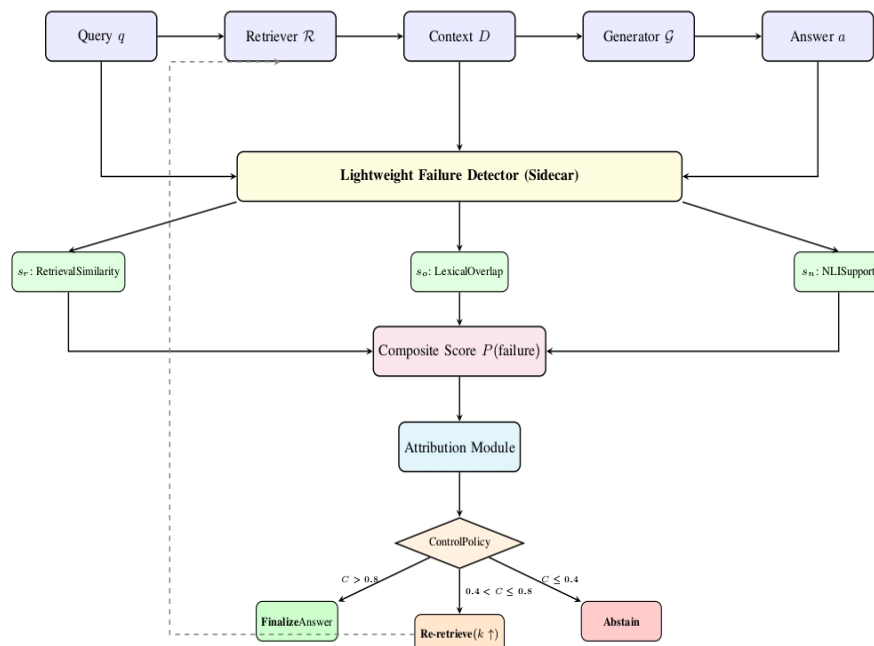 Query q
Retriever ℛ
Context D
Generator 𝒢
Answer a
Lightweight Failure Detector (Sidecar)
s_r: RetrievalSimilarity
s_o: LexicalOverlap
s_n: NLISupport
Composite Score P(failure)
Attribution Module
ControlPolicy
C > 0.8
0.4 < C ≤ 0.8
C ≤ 0.4
FinalizeAnswer
Re-retrieve(k ↑)
Abstain